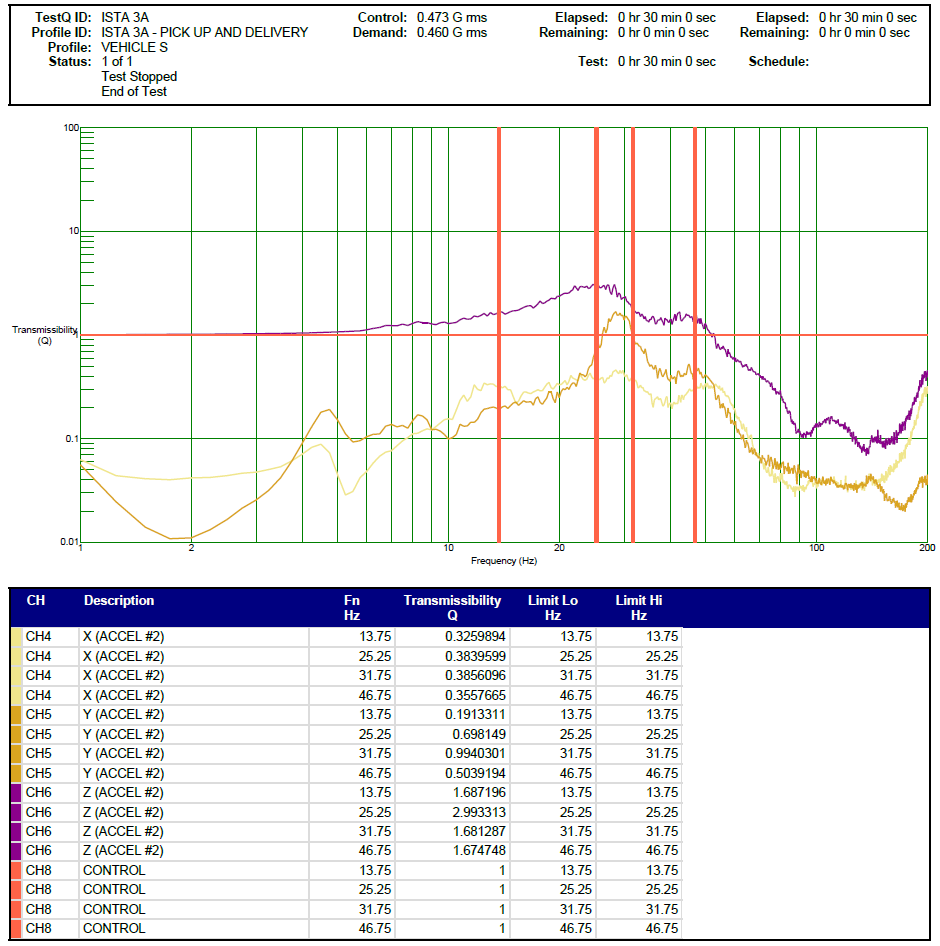 TestQ ID: ISTA 3A Control: 0.473 G rms Elapsed: 0 hr 30 min 0 sec Elapsed: 0 hr 30 min 0 sec
Profile ID: ISTA 3A - PICK UP AND DELIVERY Demand: 0.460 G rms Remaining: 0 hr 0 min 0 sec Remaining: 0 hr 0 min 0 sec
Profile: VEHICLE S
Status: 1 of 1 Test: 0 hr 30 min 0 sec Schedule:
Test Stopped
End of Test
100
10
Transmissibility 1
(Q)
0.1
0.01
1 2 10 20 100 200
Frequency (Hz)
CH Description Fn Transmissibility Limit Lo Limit Hi
Hz Q Hz Hz
CH4 X (ACCEL #2) 13.75 0.3259894 13.75 13.75
CH4 X (ACCEL #2) 25.25 0.3839599 25.25 25.25
CH4 X (ACCEL #2) 31.75 0.3856096 31.75 31.75
CH4 X (ACCEL #2) 46.75 0.3557665 46.75 46.75
CH5 Y (ACCEL #2) 13.75 0.1913311 13.75 13.75
CH5 Y (ACCEL #2) 25.25 0.698149 25.25 25.25
CH5 Y (ACCEL #2) 31.75 0.9940301 31.75 31.75
CH5 Y (ACCEL #2) 46.75 0.5039194 46.75 46.75
CH6 Z (ACCEL #2) 13.75 1.687196 13.75 13.75
CH6 Z (ACCEL #2) 25.25 2.993313 25.25 25.25
CH6 Z (ACCEL #2) 31.75 1.681287 31.75 31.75
CH6 Z (ACCEL #2) 46.75 1.674748 46.75 46.75
CH8 CONTROL 13.75 1 13.75 13.75
CH8 CONTROL 25.25 1 25.25 25.25
CH8 CONTROL 31.75 1 31.75 31.75
CH8 CONTROL 46.75 1 46.75 46.75